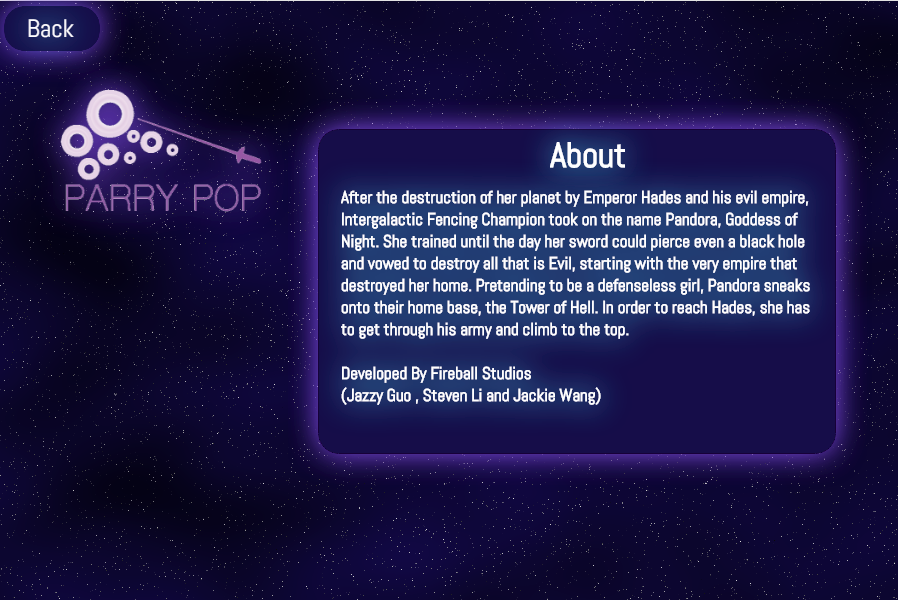 Back
PARRY POP
About
After the destruction of her planet by Emperor Hades and his evil empire,
Intergalactic Fencing Champion took on the name Pandora, Goddess of
Night. She trained until the day her sword could pierce even a black hole
and vowed to destroy all that is Evil, starting with the very empire that
destroyed her home. Pretending to be a defenseless girl, Pandora sneaks
onto their home base, the Tower of Hell. In order to reach Hades, she has
to get through his army and climb to the top.
Developed By Fireball Studios
(Jazzy Guo , Steven Li and Jackie Wang)